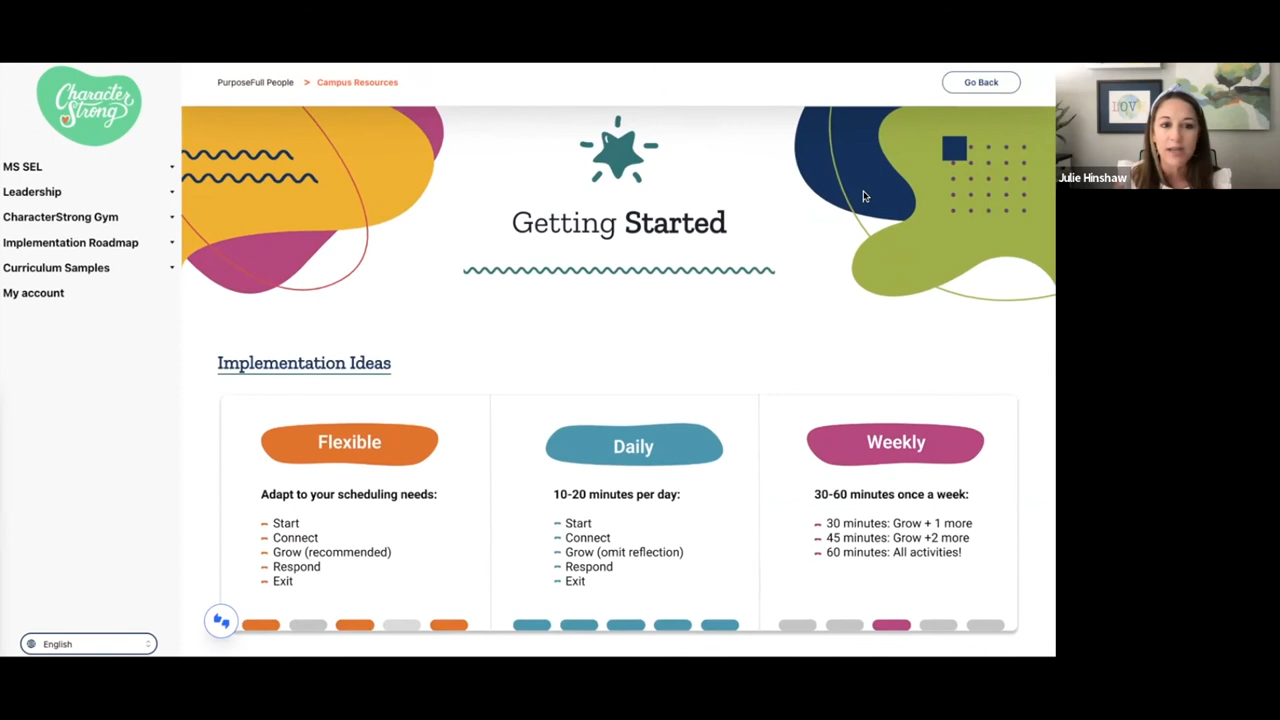 Character
Strong
MS SEL
Leadership
CharacterStrong Gym
Implementation Roadmap
Curriculum Samples
My account
English
PurposeFull People > Campus Resources
Go Back
Getting Started
Implementation Ideas
Flexible
Adapt to your scheduling needs:
Start
Connect
Grow (recommended)
Respond
Exit
Daily
10-20 minutes per day:
Start
Connect
Grow (omit reflection)
Respond
Exit
Weekly
30-60 minutes once a week:
30 minutes: Grow + 1 more
45 minutes: Grow +2 more
60 minutes: All activities!
LOV
Julie Hinshaw